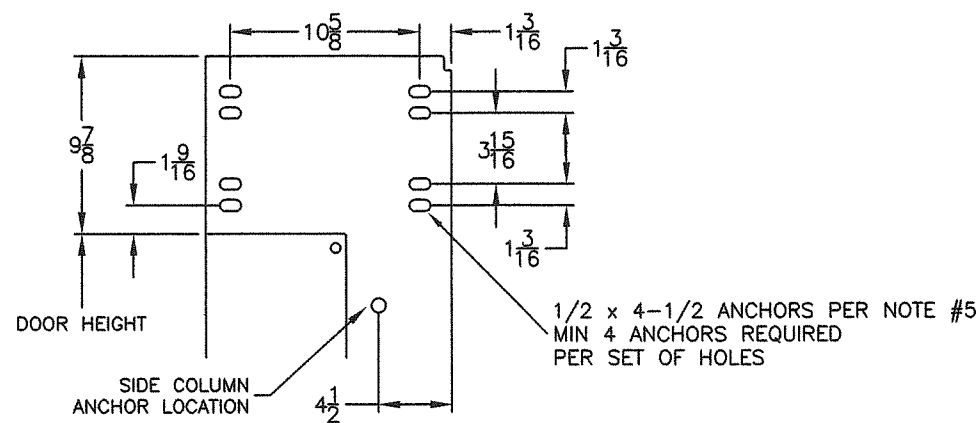 10 5/8
1 3/16
1 3/16
9 7/8
1 9/16
3 15/16
1 3/16
DOOR HEIGHT
1/2 x 4-1/2 ANCHORS PER NOTE #5
MIN 4 ANCHORS REQUIRED
PER SET OF HOLES
SIDE COLUMN
ANCHOR LOCATION
4 1/2